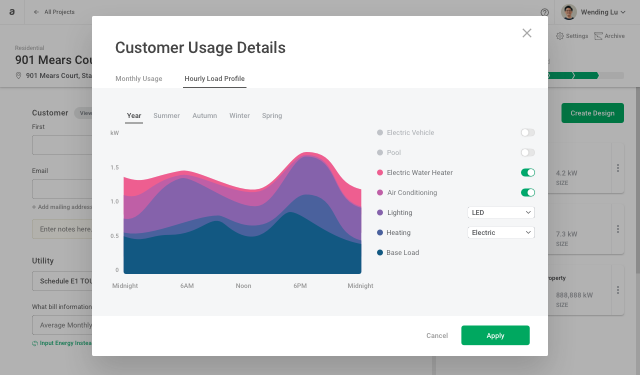 a
All Projects
Wending Lu
Residential
901 Mears Cou
901 Mears Court, Sta
Settings
Archive
Customer
View
First
Email
+ Add mailing address
Enter notes here.
Utility
Schedule E1 TOU
What bill information
Average Monthly
Input Energy Instea
Create Design
4.2 kW
SIZE
7.3 kW
SIZE
operty
888,888 kW
SIZE
Customer Usage Details
Monthly Usage
Hourly Load Profile
Year
Summer
Autumn
Winter
Spring
kW
1.5
1.0
0.5
0
Midnight
6AM
Noon
6PM
Midnight
Electric Vehicle
Pool
Electric Water Heater
Air Conditioning
Lighting
LED
Heating
Electric
Base Load
Cancel
Apply